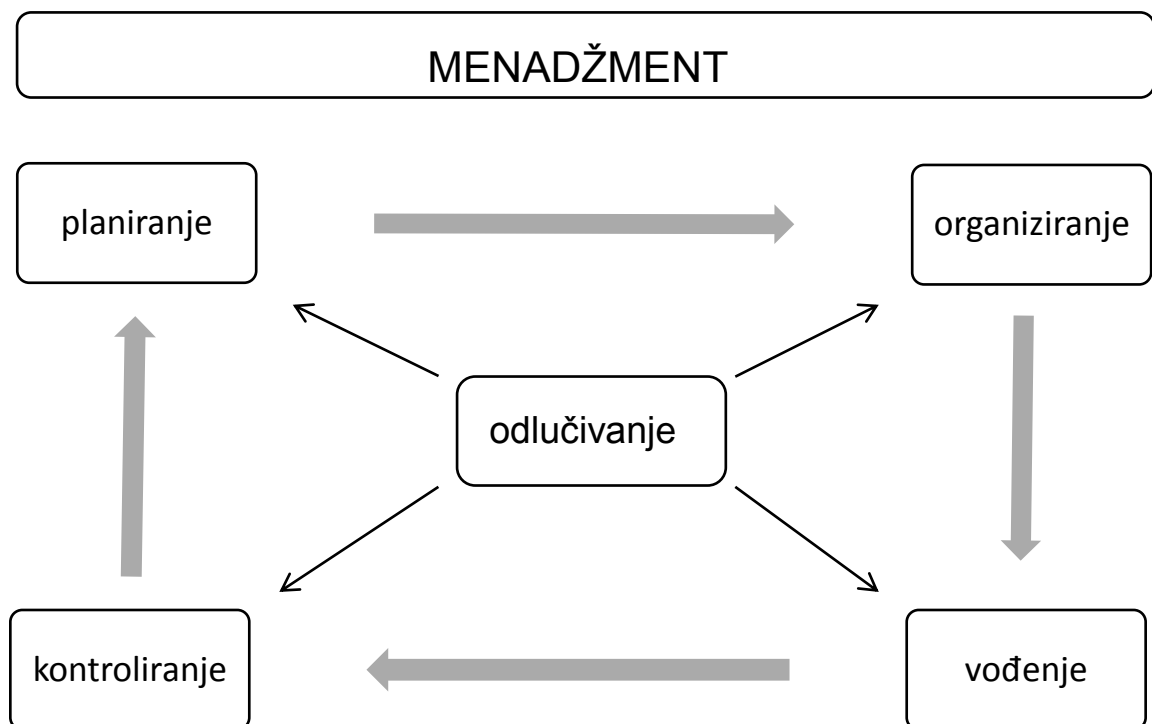 MENADŽMENT
planiranje
organiziranje
odlučivanje
kontroliranje
vođenje